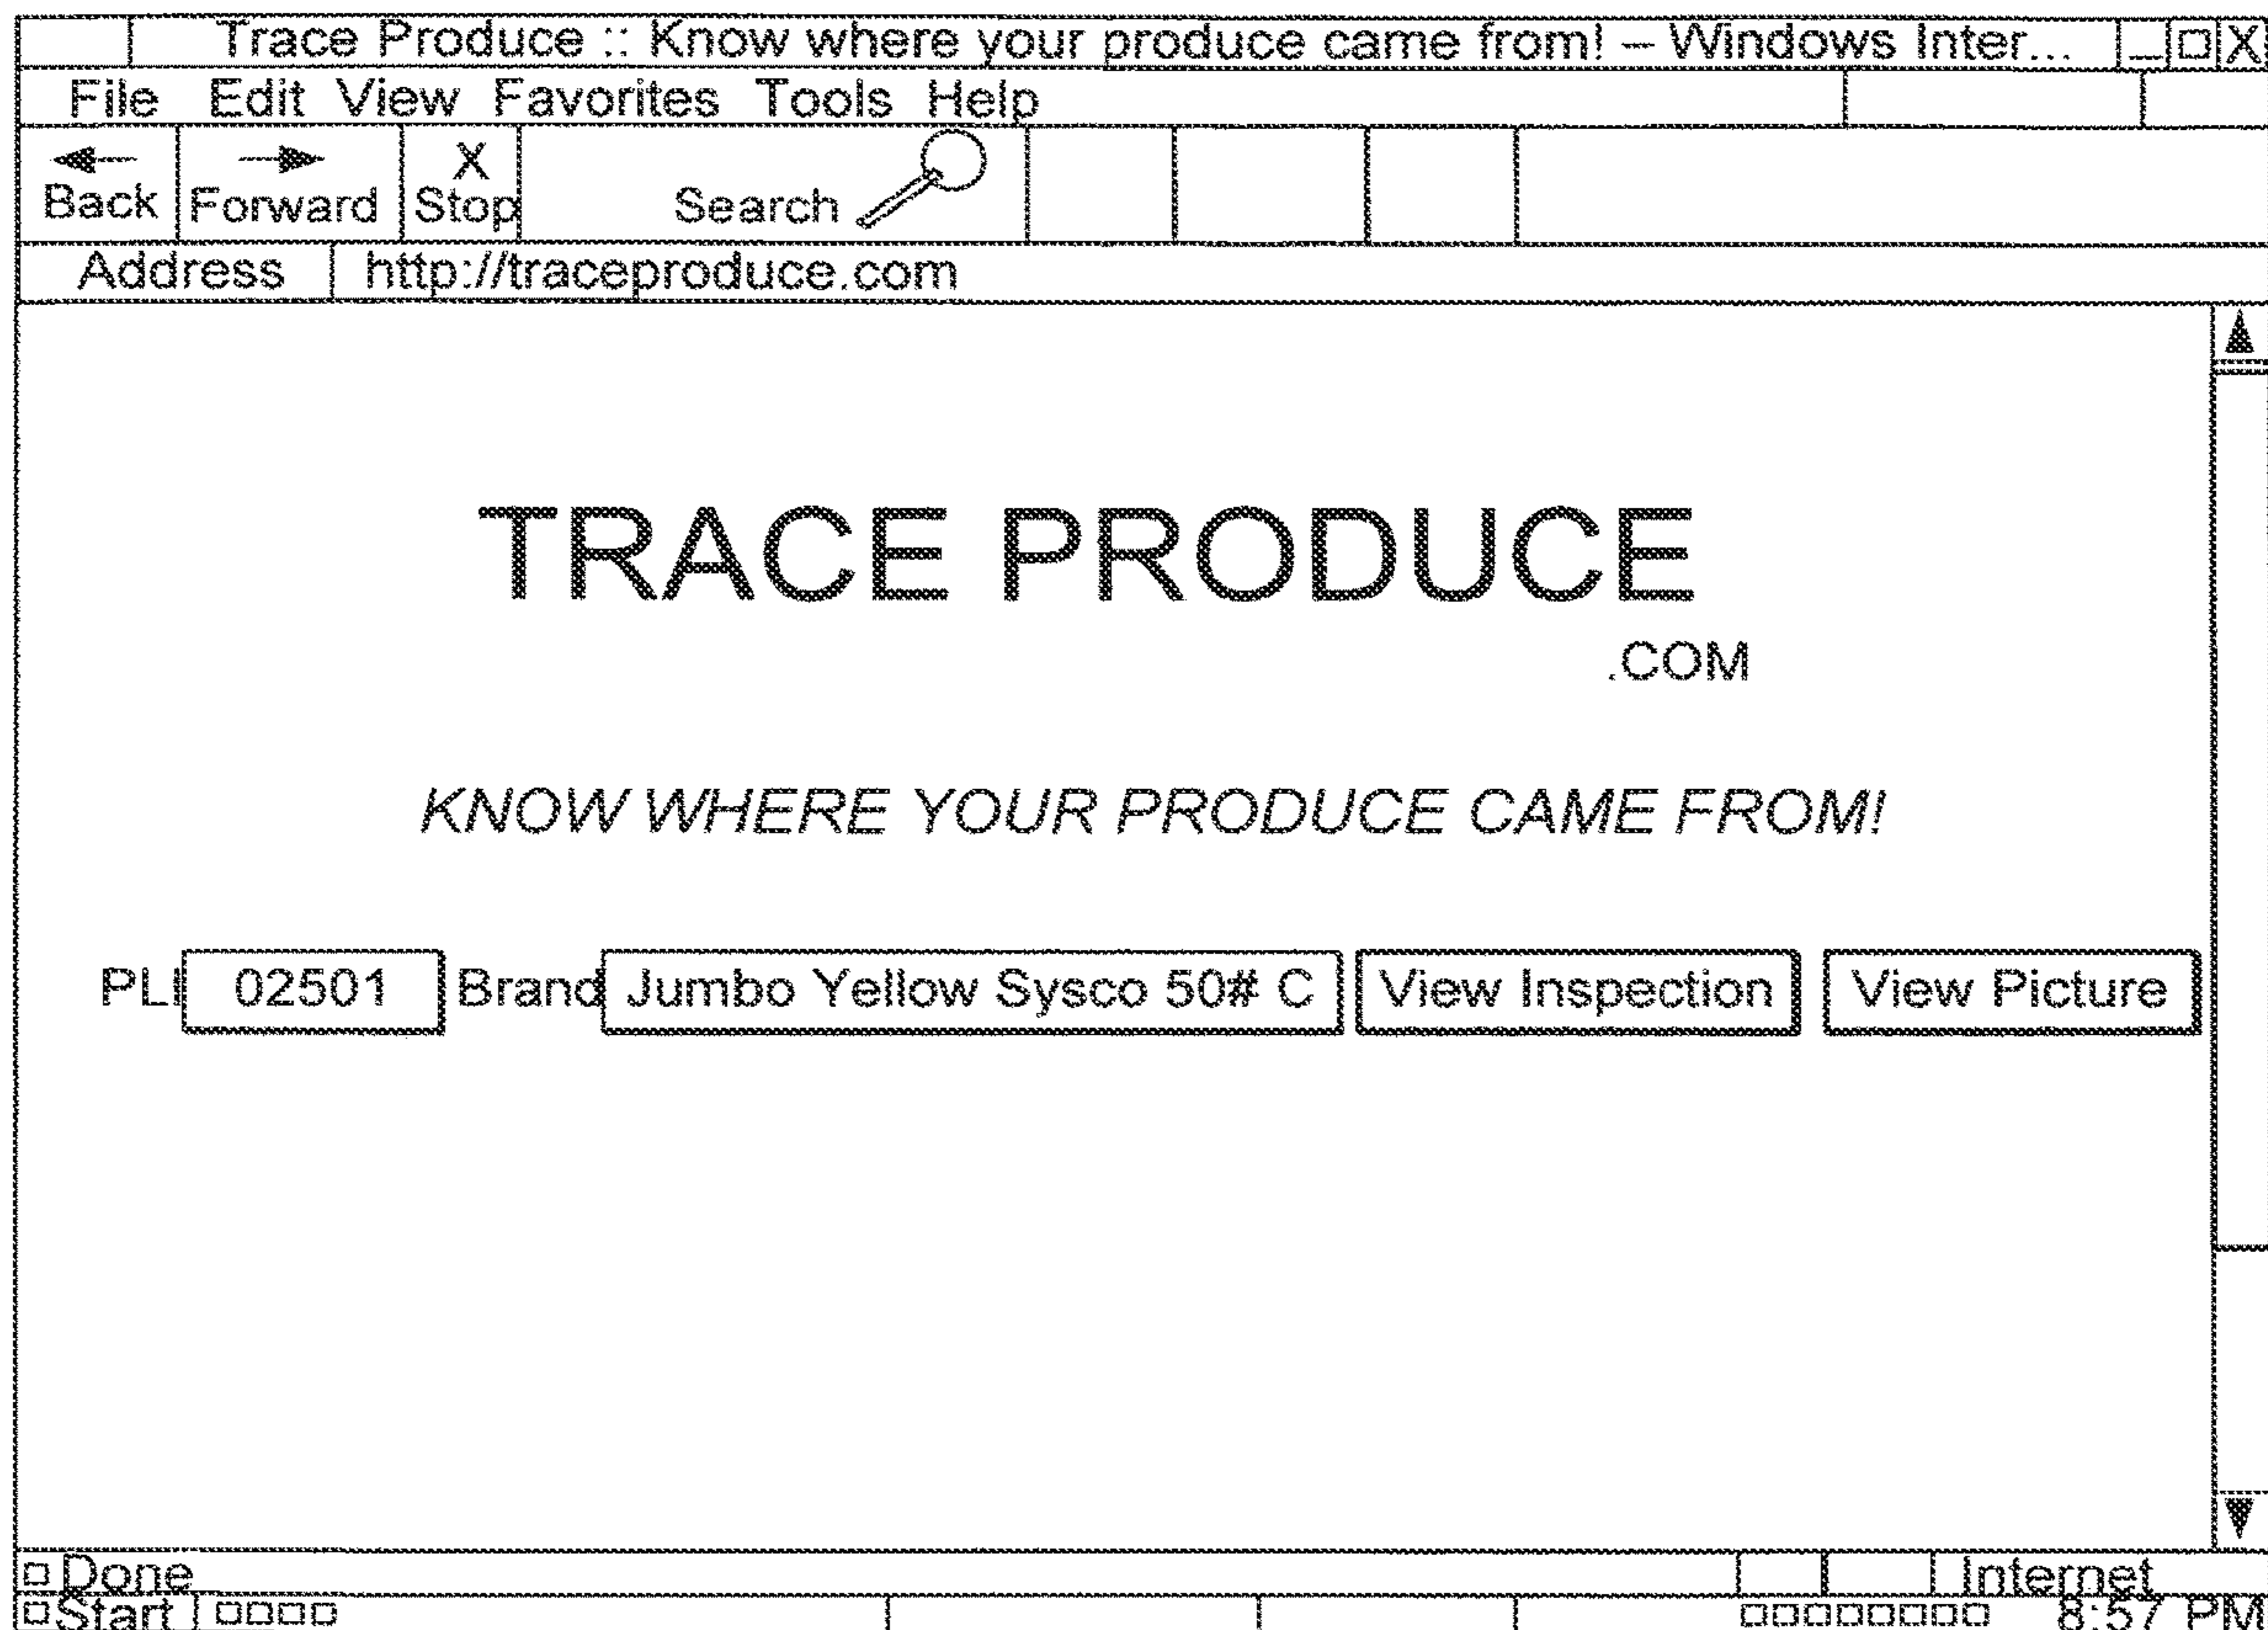 Trace Produce :: Know where your produce came from! – Windows Inter... _ □ X
File Edit View Favorites Tools Help
Back Forward X Stop Search
Address http://traceproduce.com
TRACE PRODUCE
.COM
KNOW WHERE YOUR PRODUCE CAME FROM!
PLI 02501 Brand Jumbo Yellow Sysco 50# C View Inspection View Picture
Done Internet
Start 8:57 PM